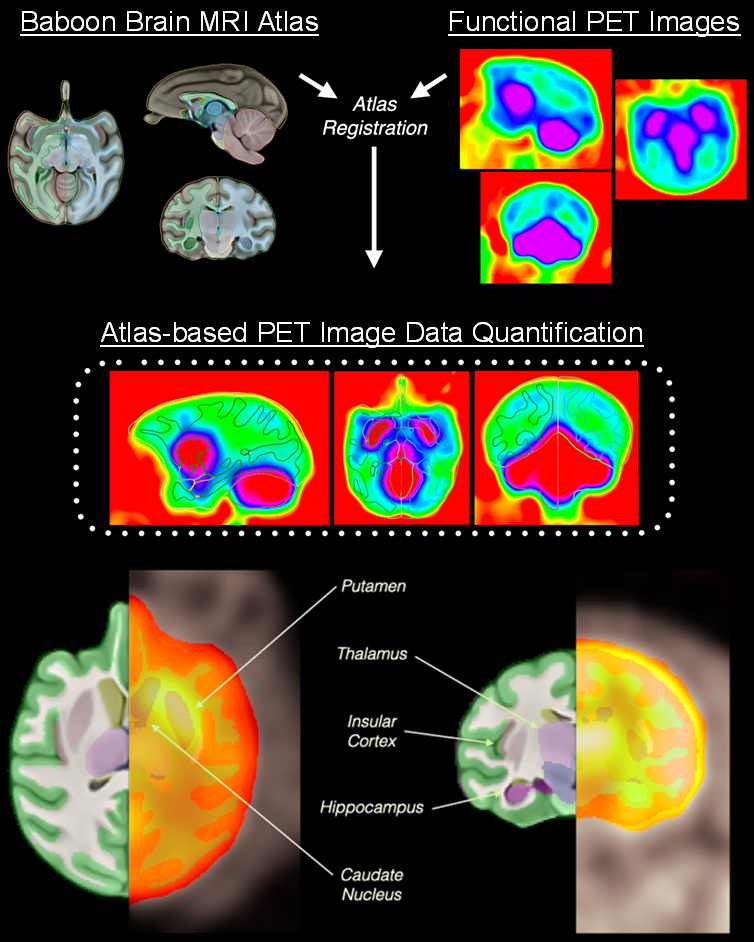 Baboon Brain MRI Atlas
Functional PET Images
Atlas
Registration
Atlas-based PET Image Data Quantification
Putamen
Thalamus
Insular
Cortex
Hippocampus
Caudate
Nucleus